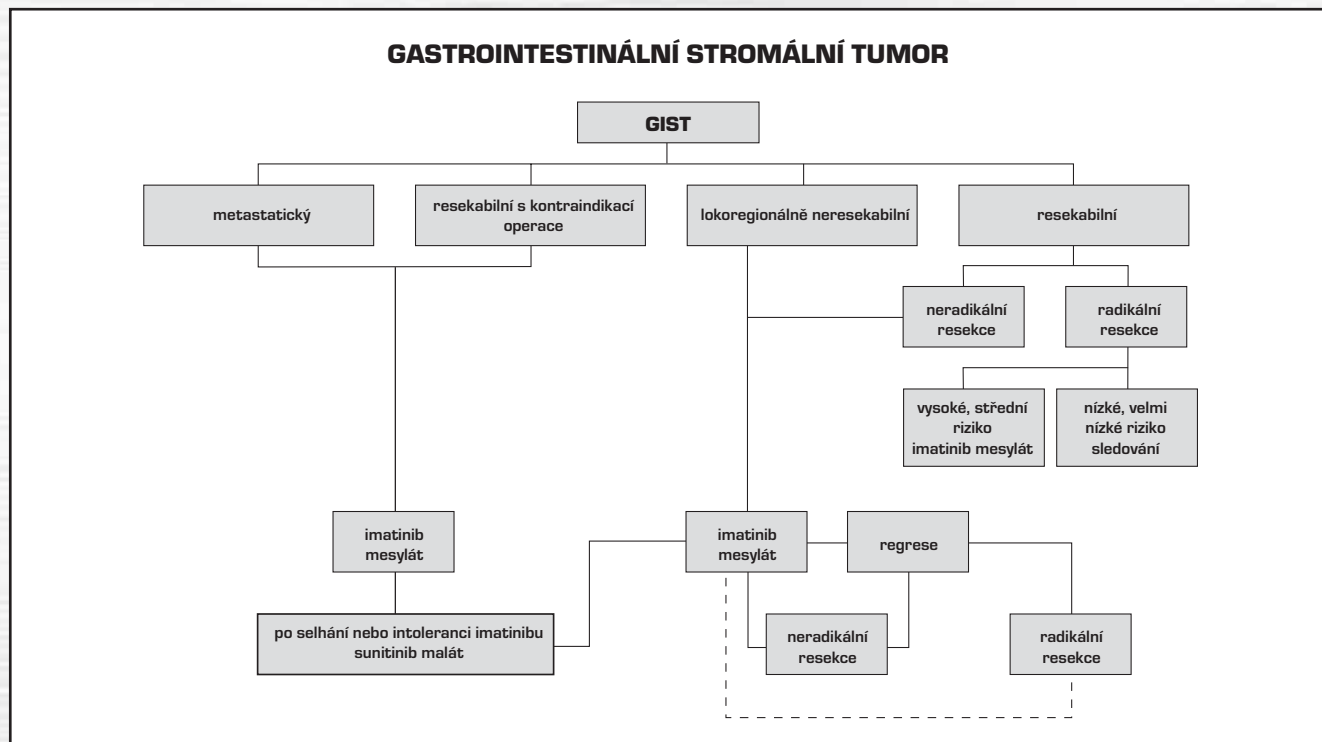 GASTROINTESTINÁLNÍ STROMÁLNÍ TUMOR
GIST
metastatický
resekabilní s kontraindikací
operace
lokoregionálně neresekabilní
resekabilní
neradikální
resekce
radikální
resekce
vysoké, střední
riziko
imatinib mesylát
nízké, velmi
nízké riziko
sledování
imatinib
mesylát
imatinib
mesylát
regrese
po selhání nebo intoleranci imatinibu
sunitinib malát
neradikální
resekce
radikální
resekce